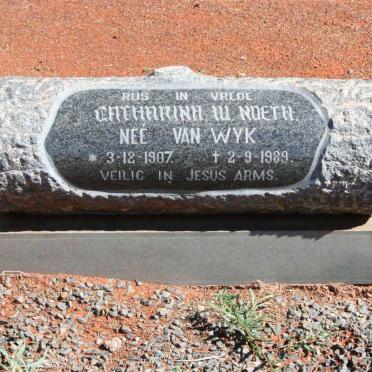 RUS IN VREDE
CATHARINA W NOETH.
NEE VAN WYK
* 3-12-1907. † 2-9-1989.
VEILIG IN JESUS ARMS.